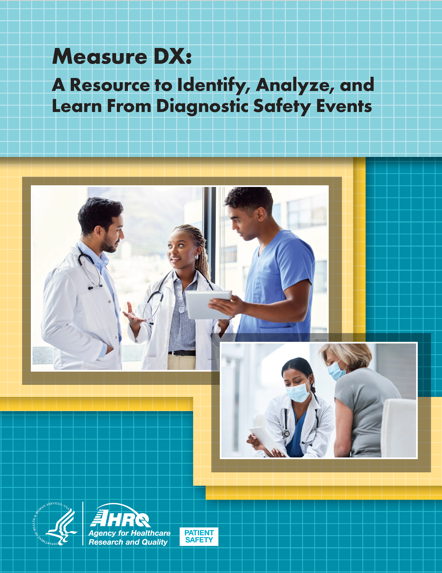 Measure DX:
A Resource to Identify, Analyze, and
Learn From Diagnostic Safety Events
AHRQ
Agency for Healthcare
Research and Quality
PATIENT
SAFETY